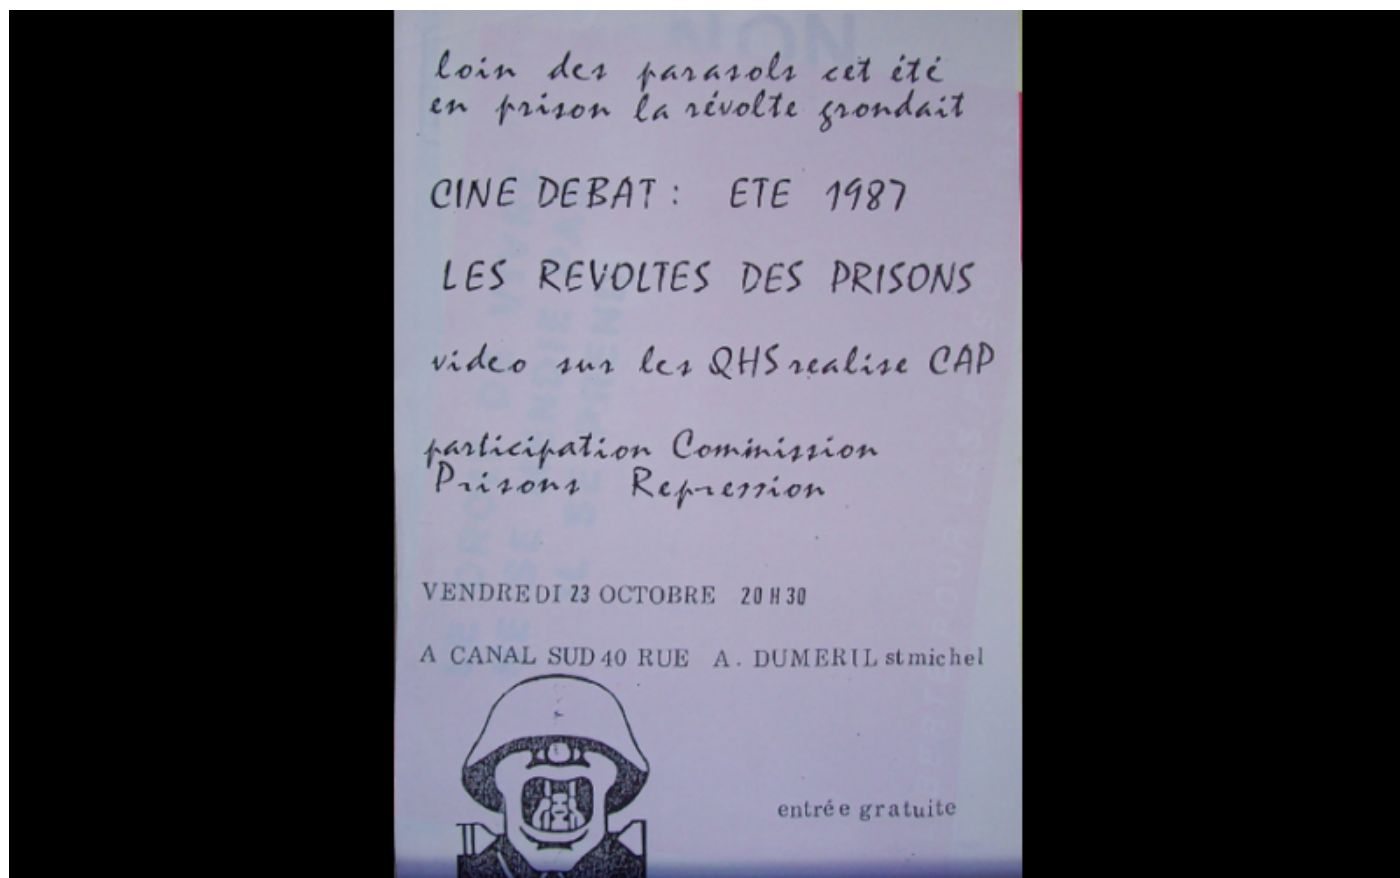 loin des parasols cet été
en prison la révolte grondait
CINE DEBAT : ETE 1987
LES REVOLTES DES PRISONS
video sur les QHS realise CAP
participation Commission
Prisons Repression
VENDREDI 23 OCTOBRE 20 H 30
A CANAL SUD 40 RUE A. DUMERIL st michel
entrée gratuite